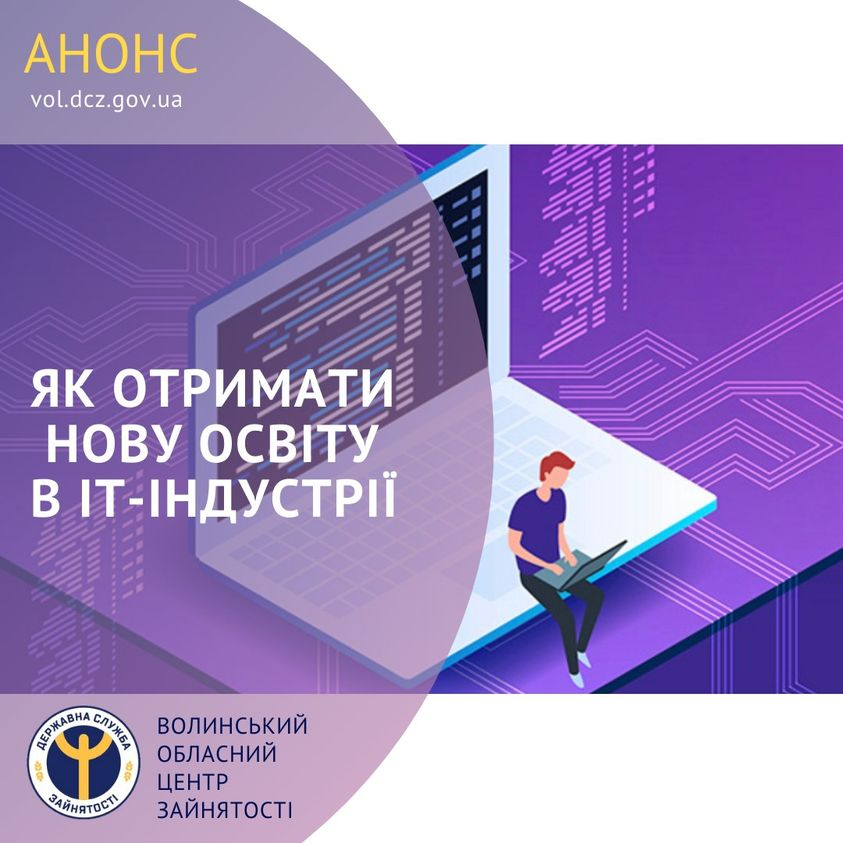 АНОНС
vol.dcz.gov.ua
ЯК ОТРИМАТИ
НОВУ ОСВІТУ
В ІТ-ІНДУСТРІЇ
ДЕРЖАВНА СЛУЖБА
ЗАЙНЯТОСТІ
ВОЛИНСЬКИЙ
ОБЛАСНИЙ
ЦЕНТР
ЗАЙНЯТОСТІ